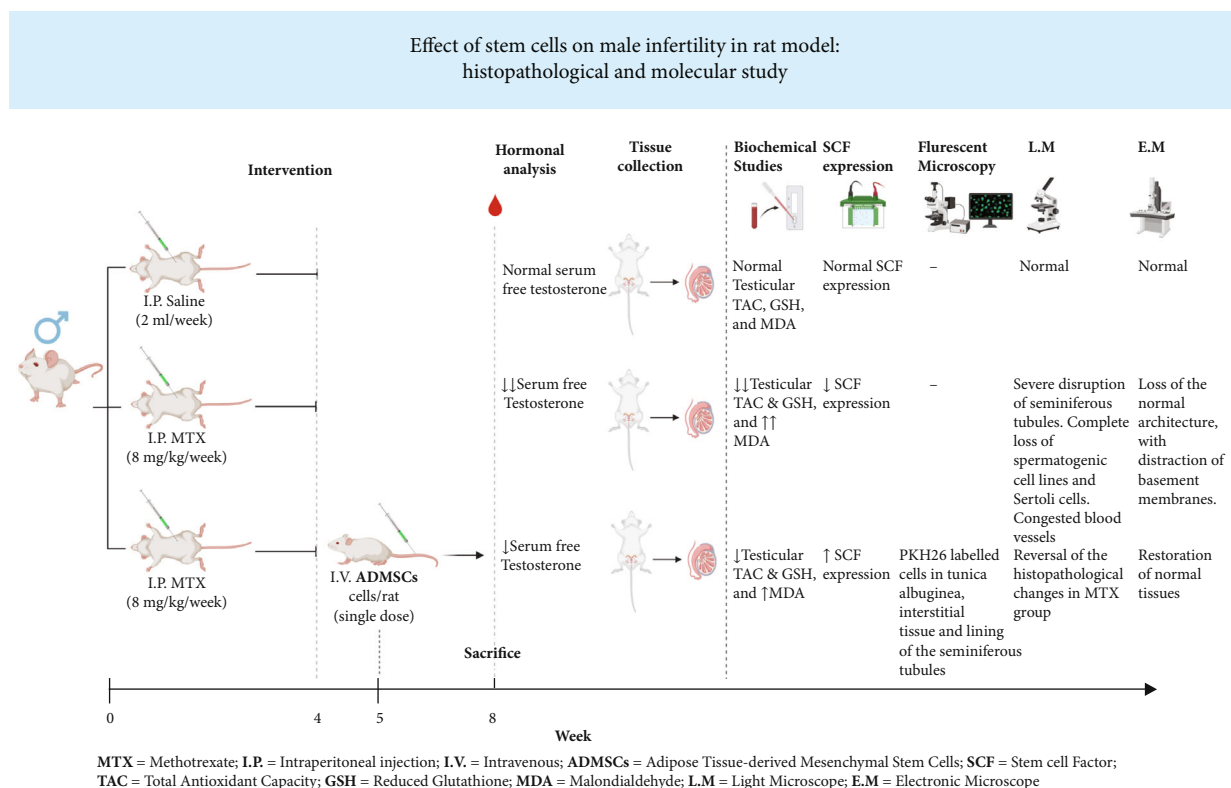 Effect of stem cells on male infertility in rat model:
histopathological and molecular study
Intervention
Hormonal
analysis
Tissue
collection
Biochemical
Studies
SCF
expression
Flurescent
Microscopy
L.M
E.M
I.P. Saline
(2 ml/week)
Normal serum
free testosterone
Normal
Testicular
TAC, GSH,
and MDA
Normal SCF
expression
–
Normal
Normal
I.P. MTX
(8 mg/kg/week)
↓↓Serum free
Testosterone
↓↓Testicular
TAC & GSH,
and ↑↑
MDA
↓ SCF
expression
–
Severe disruption
of seminiferous
tubules. Complete
loss of
spermatogenic
cell lines and
Sertoli cells.
Congested blood
vessels
Loss of the
normal
architecture,
with
distraction of
basement
membranes.
I.P. MTX
(8 mg/kg/week)
I.V. ADMSCs
cells/rat
(single dose)
↓Serum free
Testosterone
↓Testicular
TAC & GSH,
and ↑MDA
↑ SCF
expression
PKH26 labelled
cells in tunica
albuginea,
interstitial
tissue and lining
of the seminiferous
tubules
Reversal of the
histopathological
changes in MTX
group
Restoration
of normal
tissues
Sacrifice
0
4
5
8
Week
MTX = Methotrexate; I.P. = Intraperitoneal injection; I.V. = Intravenous; ADMSCs = Adipose Tissue-derived Mesenchymal Stem Cells; SCF = Stem cell Factor;
TAC = Total Antioxidant Capacity; GSH = Reduced Glutathione; MDA = Malondialdehyde; L.M = Light Microscope; E.M = Electronic Microscope